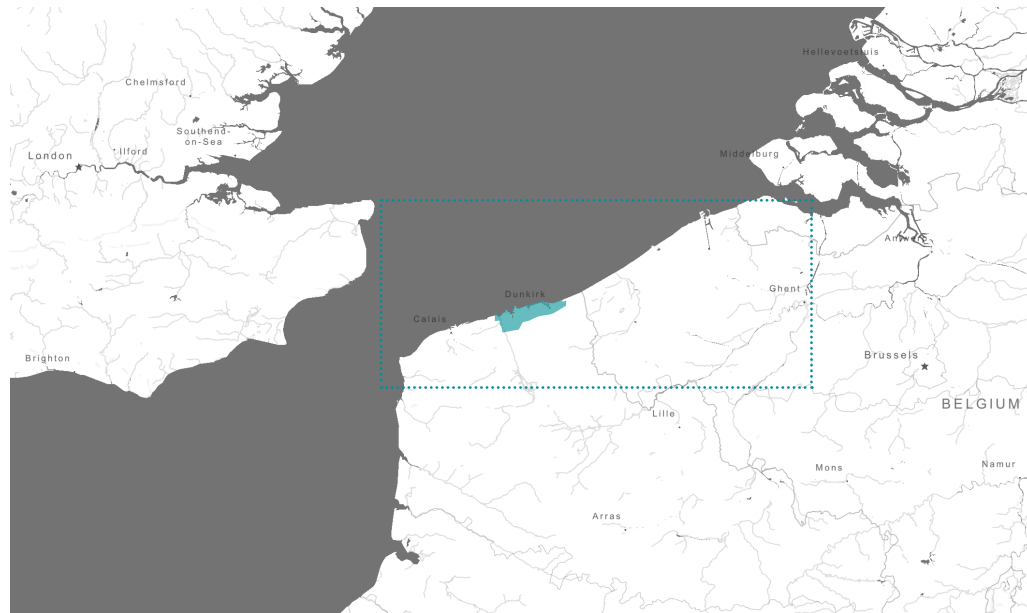 Hellevoetsluis
Chelmsford
Southend-
on-Sea
Ilford
London
Middelburg
Antwerp
Ghent
Dunkirk
Calais
Brighton
Brussels
BELGIUM
Lille
Mons
Namur
Arras